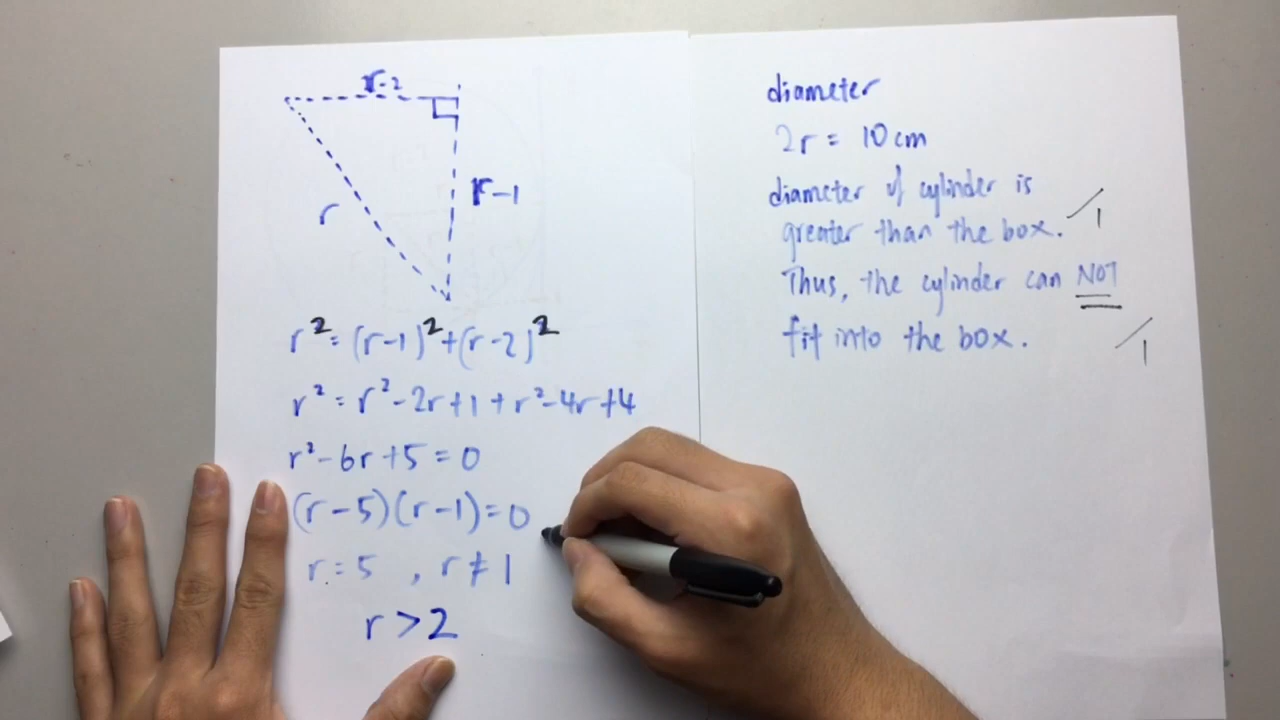 r-2
r-1
r
r² = (r-1)² + (r-2)²
r² = r² - 2r + 1 + r² - 4r + 4
r² - 6r + 5 = 0
(r-5)(r-1) = 0
r = 5 , r ≠ 1
r > 2
diameter
2r = 10 cm
diameter of cylinder is
greater than the box. 1
Thus, the cylinder can NOT
fit into the box. 1